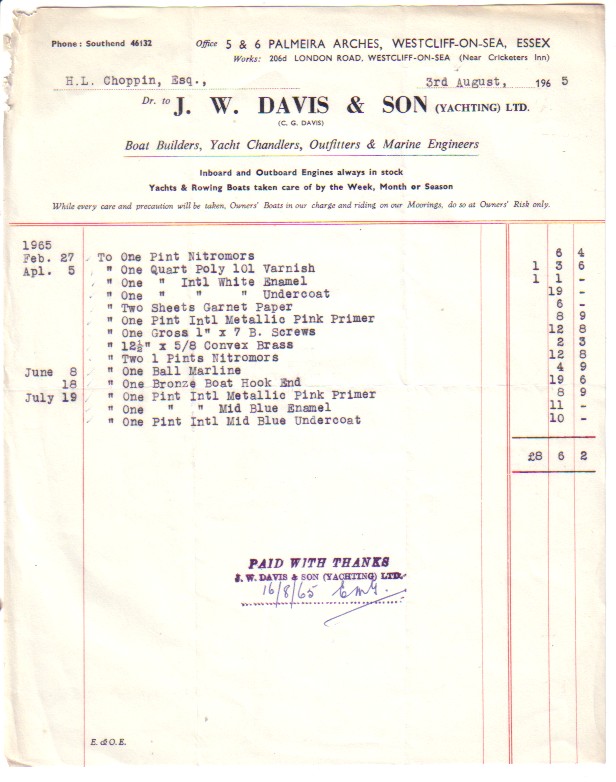 Phone: Southend 46132 Office 5 & 6 PALMEIRA ARCHES, WESTCLIFF-ON-SEA, ESSEX
Works: 206d LONDON ROAD, WESTCLIFF-ON-SEA (Near Cricketers Inn)
H.L. Choppin, Esq., 3rd August, 1965
Dr. to J. W. DAVIS & SON (YACHTING) LTD.
(C. G. DAVIS)
Boat Builders, Yacht Chandlers, Outfitters & Marine Engineers
Inboard and Outboard Engines always in stock
Yachts & Rowing Boats taken care of by the Week, Month or Season
While every care and precaution will be taken, Owners' Boats in our charge and riding on our Moorings, do so at Owners' Risk only.
1965
Feb. 27 To One Pint Nitromors 6 4
Apl. 5 " One Quart Poly 101 Varnish 1 3 6
" One " Intl White Enamel 1 1 -
" One " " " Undercoat 19 -
" Two Sheets Garnet Paper 6 -
" One Pint Intl Metallic Pink Primer 8 9
" One Gross 1" x 7 B. Screws 12 8
" 12½" x 5/8 Convex Brass 2 3
" Two 1 Pints Nitromors 12 8
June 8 " One Ball Marline 4 9
18 " One Bronze Boat Hook End 19 6
July 19 " One Pint Intl Metallic Pink Primer 8 9
" One " " Mid Blue Enamel 11 -
" One Pint Intl Mid Blue Undercoat 10 -
£8 6 2
PAID WITH THANKS
J. W. DAVIS & SON (YACHTING) LTD.
16/8/65
E. & O. E.